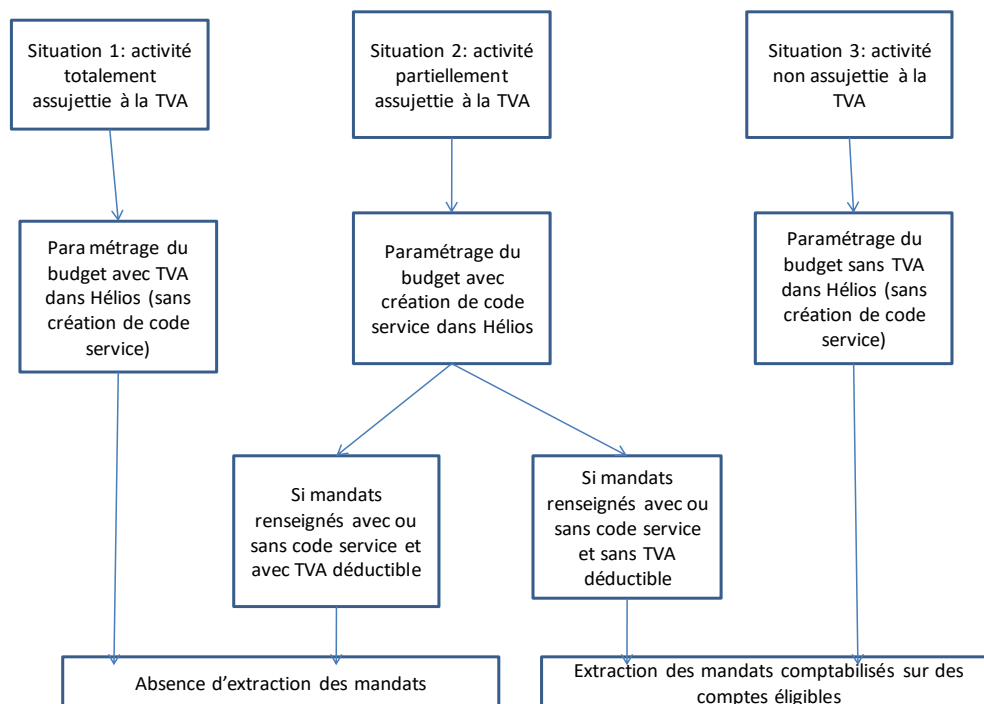 Situation 1: activité
totalement
assujettie à la TVA
Situation 2: activité
partiellement
assujettie à la TVA
Situation 3: activité
non assujettie à la
TVA
Para métrage du
budget avec TVA
dans Hélios (sans
création de code
service)
Paramétrage du
budget avec
création de code
service dans Hélios
Paramétrage du
budget sans TVA
dans Hélios (sans
création de code
service)
Si mandats
renseignés avec ou
sans code service et
avec TVA déductible
Si mandats
renseignés avec ou
sans code service
et sans TVA
déductible
Absence d'extraction des mandats
Extraction des mandats comptabilisés sur des
comptes éligibles